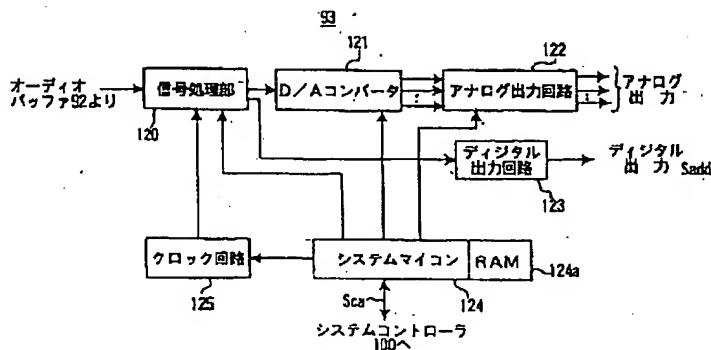 93
121
122
オーディオ
バッファ92より
信号処理部
D/Aコンバータ
アナログ出力回路
アナログ
出力
120
ディジタル
出力回路
ディジタル
出力 Sadd
123
クロック回路
システムマイコン
RAM
125
124
124a
Sca
システムコントローラ
100へ